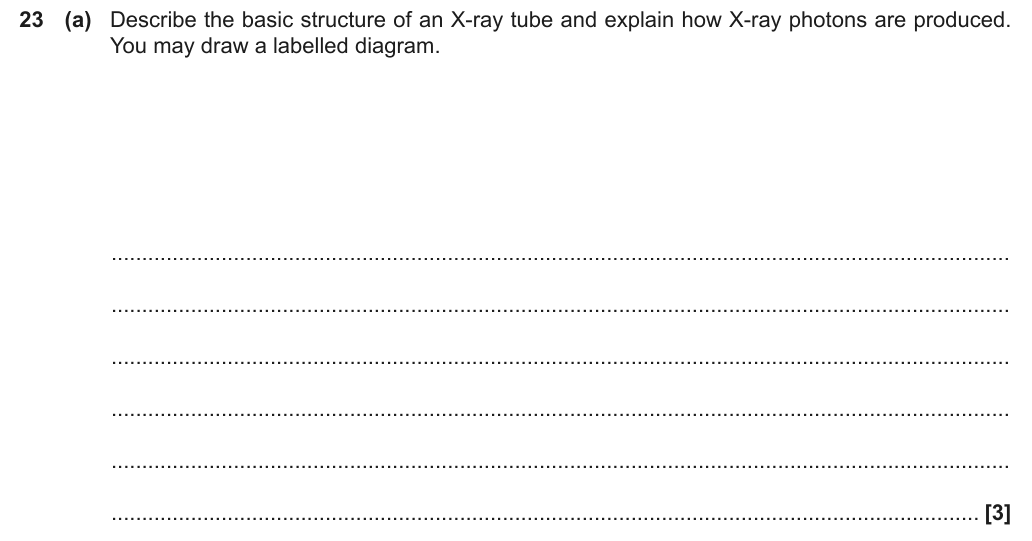 23 (a) Describe the basic structure of an X-ray tube and explain how X-ray photons are produced.
You may draw a labelled diagram.
[3]